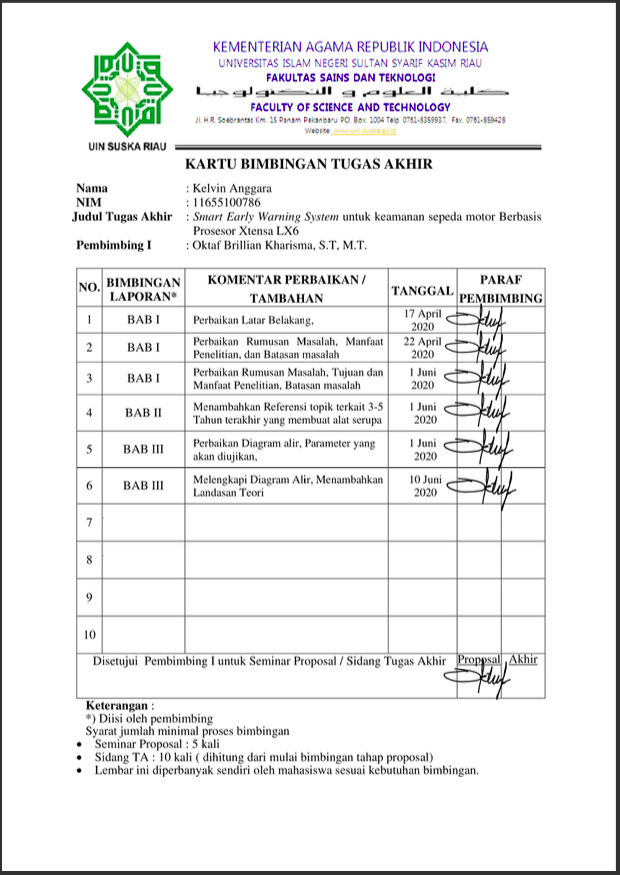 KEMENTERIAN AGAMA REPUBLIK INDONESIA
UNIVERSITAS ISLAM NEGERI SULTAN SYARIF KASIM RIAU
FAKULTAS SAINS DAN TEKNOLOGI
كلية العلوم و التكنولوجيا
FACULTY OF SCIENCE AND TECHNOLOGY
Jl. H.R. Soebrantas Km. 15 Panam Pekanbaru PO. Box. 1004 Telp. 0761-8359937, Fax. 0761-859428
Website: www.uin-suska.ac.id
UIN SUSKA RIAU
KARTU BIMBINGAN TUGAS AKHIR
Nama : Kelvin Anggara
NIM : 11655100786
Judul Tugas Akhir : Smart Early Warning System untuk keamanan sepeda motor Berbasis
Prosesor Xtensa LX6
Pembimbing I : Oktaf Brillian Kharisma, S.T, M.T.
NO. BIMBINGAN LAPORAN* KOMENTAR PERBAIKAN / TAMBAHAN TANGGAL PARAF PEMBIMBING
1 BAB I Perbaikan Latar Belakang, 17 April 2020
2 BAB I Perbaikan Rumusan Masalah, Manfaat Penelitian, dan Batasan masalah 22 April 2020
3 BAB I Perbaikan Rumusan Masalah, Tujuan dan Manfaat Penelitian, Batasan masalah 1 Juni 2020
4 BAB II Menambahkan Referensi topik terkait 3-5 Tahun terakhir yang membuat alat serupa 1 Juni 2020
5 BAB III Perbaikan Diagram alir, Parameter yang akan diujikan, 1 Juni 2020
6 BAB III Melengkapi Diagram Alir, Menambahkan Landasan Teori 10 Juni 2020
7
8
9
10
Disetujui Pembimbing I untuk Seminar Proposal / Sidang Tugas Akhir Proposal Akhir
Keterangan :
*) Diisi oleh pembimbing
Syarat jumlah minimal proses bimbingan
• Seminar Proposal : 5 kali
• Sidang TA : 10 kali ( dihitung dari mulai bimbingan tahap proposal)
• Lembar ini diperbanyak sendiri oleh mahasiswa sesuai kebutuhan bimbingan.